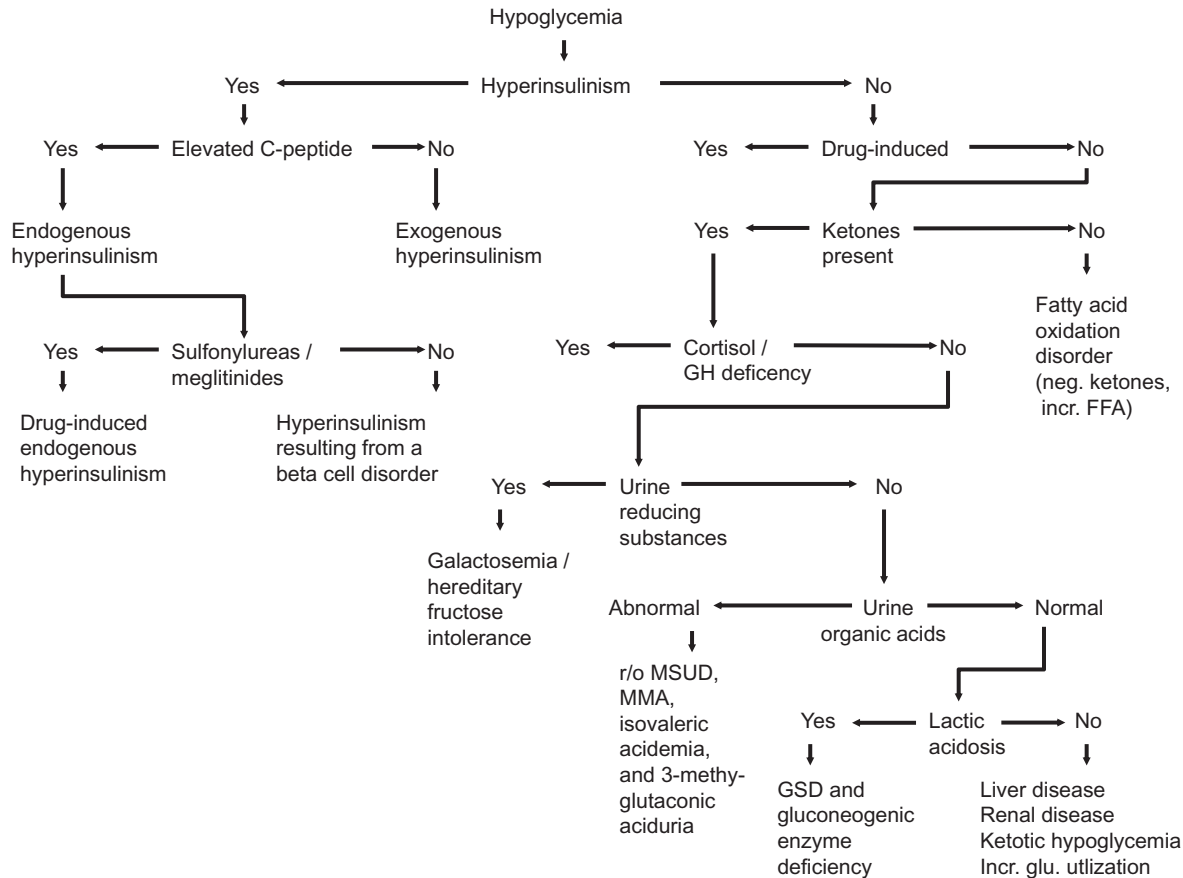 Hypoglycemia
Yes
Hyperinsulinism
No
Yes
Elevated C-peptide
No
Yes
Drug-induced
No
Endogenous
hyperinsulinism
Exogenous
hyperinsulinism
Yes
Ketones
present
No
Yes
Sulfonylureas /
meglitinides
No
Yes
Cortisol /
GH deficency
No
Fatty acid
oxidation
disorder
(neg. ketones,
incr. FFA)
Drug-induced
endogenous
hyperinsulinism
Hyperinsulinism
resulting from a
beta cell disorder
Yes
Urine
reducing
substances
No
Galactosemia /
hereditary
fructose
intolerance
Abnormal
Urine
organic acids
Normal
r/o MSUD,
MMA,
isovaleric
acidemia,
and 3-methy-
glutaconic
aciduria
Yes
Lactic
acidosis
No
GSD and
gluconeogenic
enzyme
deficiency
Liver disease
Renal disease
Ketotic hypoglycemia
Incr. glu. utlization